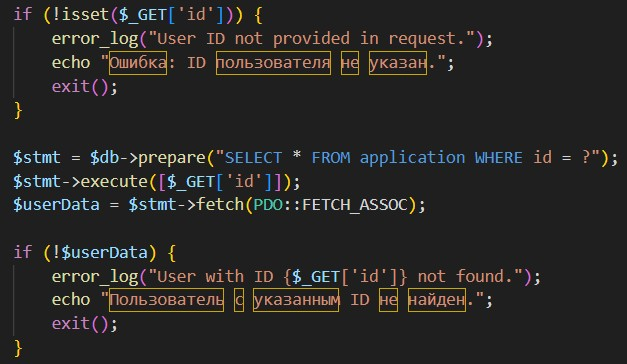 if (!isset($_GET['id'])) {
    error_log("User ID not provided in request.");
    echo "Ошибка: ID пользователя не указан.";
    exit();
}

$stmt = $db->prepare("SELECT * FROM application WHERE id = ?");
$stmt->execute([$_GET['id']]);
$userData = $stmt->fetch(PDO::FETCH_ASSOC);

if (!$userData) {
    error_log("User with ID {$_GET['id']} not found.");
    echo "Пользователь с указанным ID не найден.";
    exit();
}